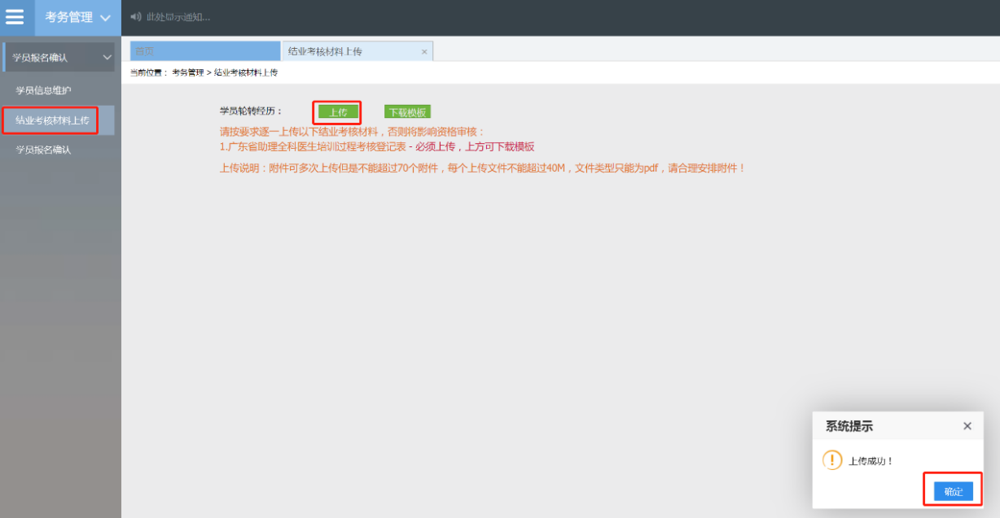 考务管理
此处显示通知...
学员报名确认
学员信息维护
结业考核材料上传
学员报名确认
首页
结业考核材料上传 ×
当前位置： 考务管理 > 结业考核材料上传
学员轮转经历： 上传 下载模板
请按要求逐一上传以下结业考核材料，否则将影响资格审核：
1.广东省助理全科医生培训过程考核登记表 - 必须上传，上方可下载模板
上传说明：附件可多次上传但是不能超过70个附件，每个上传文件不能超过40M，文件类型只能为pdf，请合理安排附件！
系统提示 ×
上传成功！
确定